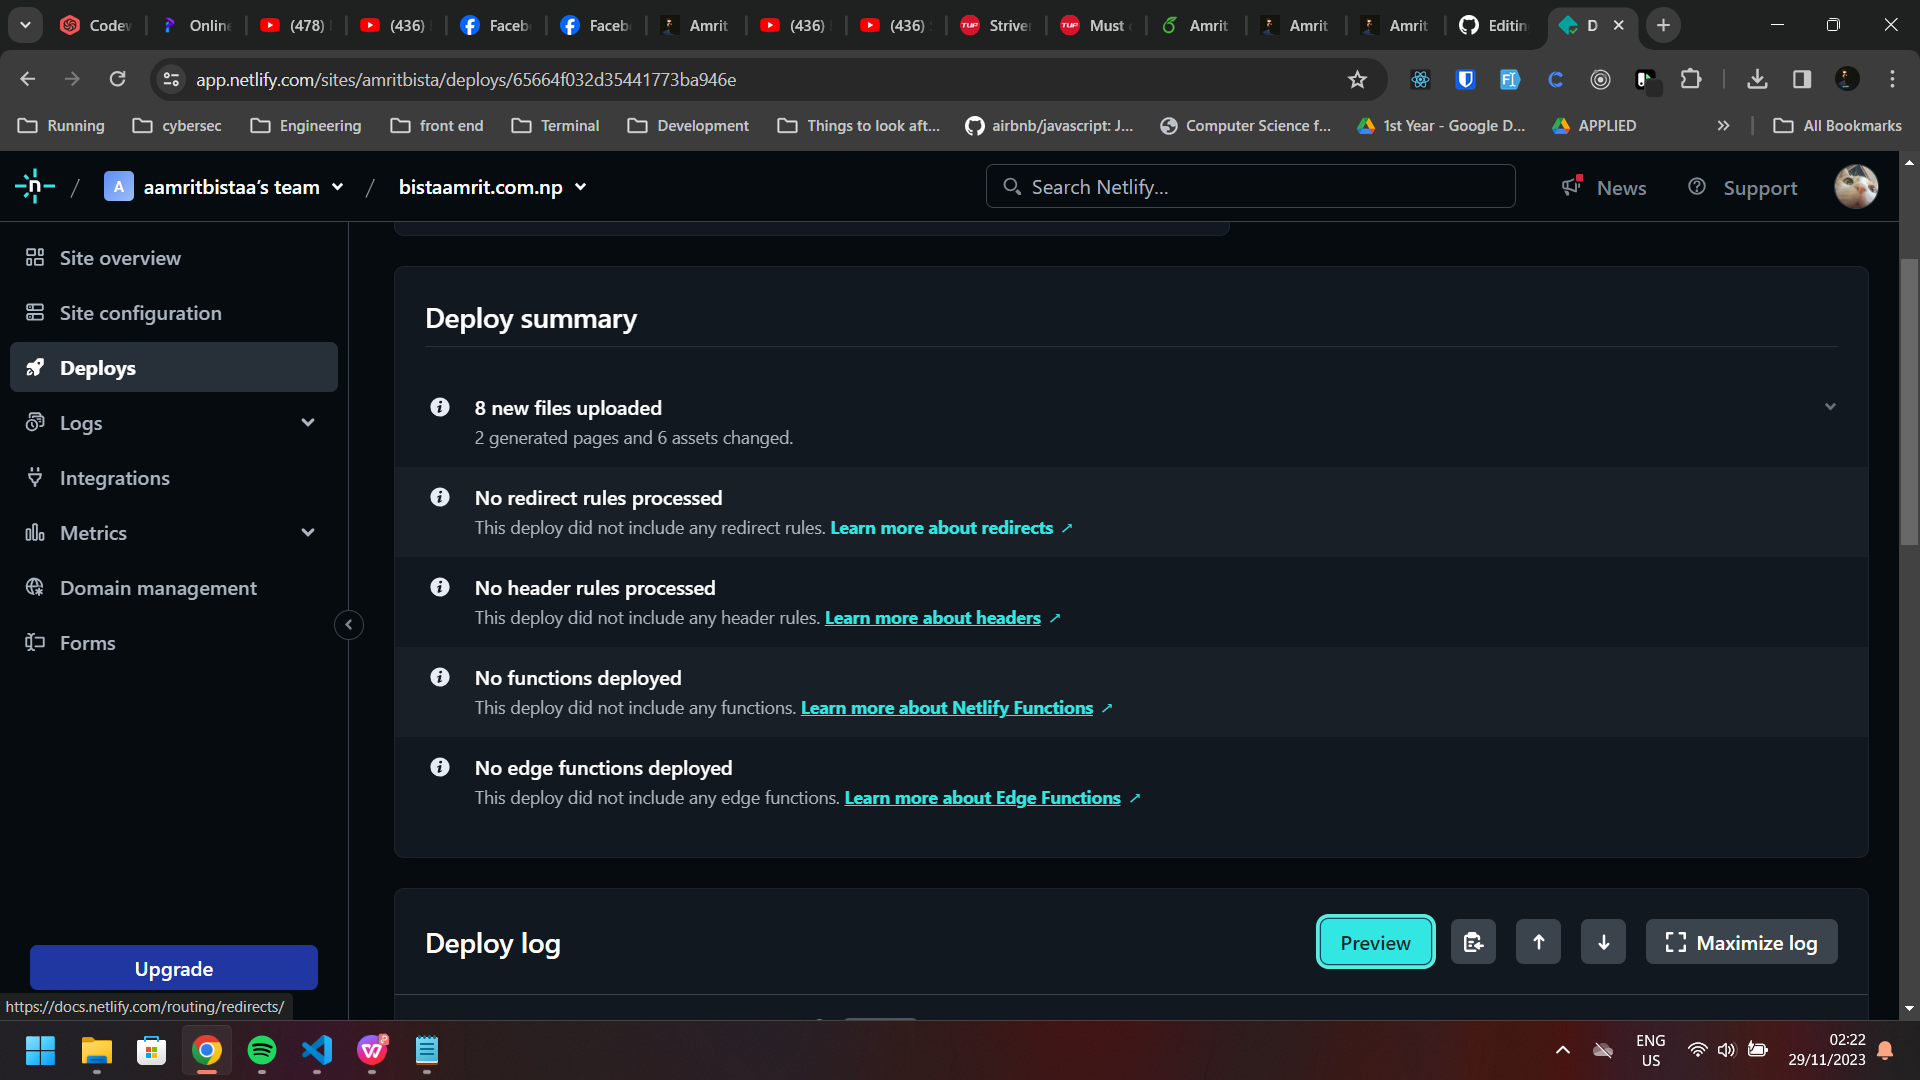 Codev
Online
(478)
(436)
Faceb
Faceb
Amrit
(436)
(436)
Striver
Must
Amrit
Amrit
Amrit
Editin
D
app.netlify.com/sites/amritbista/deploys/65664f032d35441773ba946e
Running
cybersec
Engineering
front end
Terminal
Development
Things to look aft...
airbnb/javascript: J...
Computer Science f...
1st Year - Google D...
APPLIED
All Bookmarks
A
aamritbistaa's team
/
bistaamrit.com.np
Search Netlify...
News
Support
Site overview
Site configuration
Deploys
Logs
Integrations
Metrics
Domain management
Forms
Upgrade
Deploy summary
8 new files uploaded
2 generated pages and 6 assets changed.
No redirect rules processed
This deploy did not include any redirect rules. Learn more about redirects
No header rules processed
This deploy did not include any header rules. Learn more about headers
No functions deployed
This deploy did not include any functions. Learn more about Netlify Functions
No edge functions deployed
This deploy did not include any edge functions. Learn more about Edge Functions
Deploy log
Preview
Maximize log
https://docs.netlify.com/routing/redirects/
ENG
US
02:22
29/11/2023